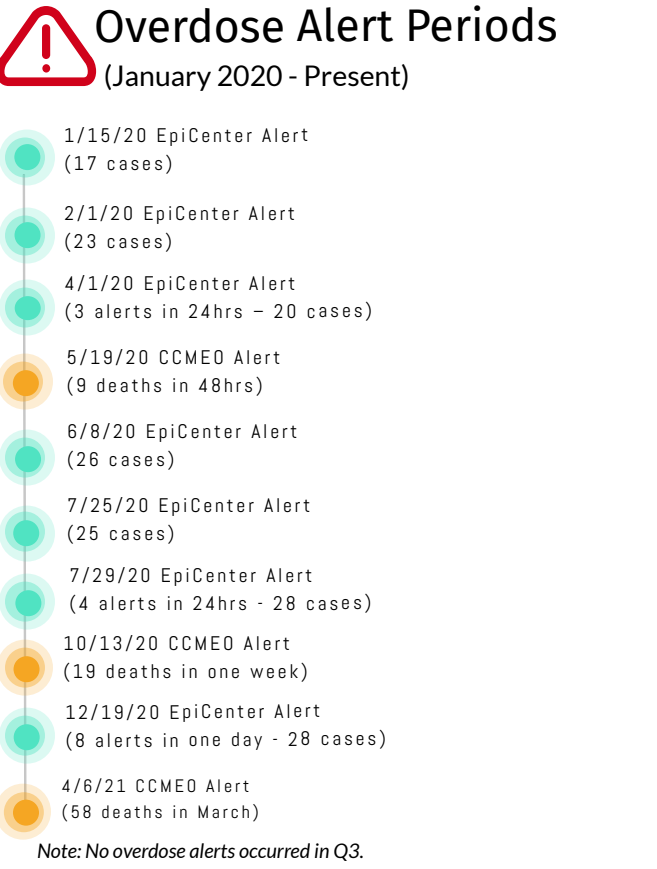 Overdose Alert Periods
(January 2020 - Present)
1/15/20 EpiCenter Alert
(17 cases)
2/1/20 EpiCenter Alert
(23 cases)
4/1/20 EpiCenter Alert
(3 alerts in 24hrs – 20 cases)
5/19/20 CCMEO Alert
(9 deaths in 48hrs)
6/8/20 EpiCenter Alert
(26 cases)
7/25/20 EpiCenter Alert
(25 cases)
7/29/20 EpiCenter Alert
(4 alerts in 24hrs - 28 cases)
10/13/20 CCMEO Alert
(19 deaths in one week)
12/19/20 EpiCenter Alert
(8 alerts in one day - 28 cases)
4/6/21 CCMEO Alert
(58 deaths in March)
Note: No overdose alerts occurred in Q3.